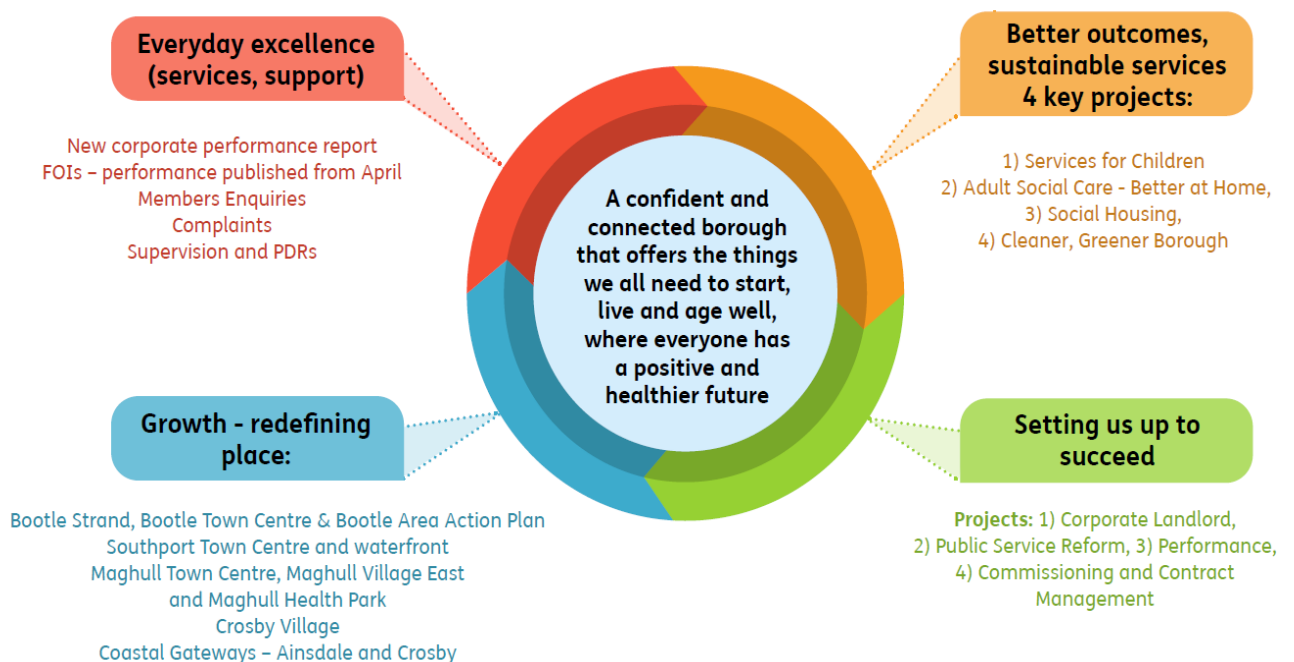 Everyday excellence
(services, support)
New corporate performance report
FOIs – performance published from April
Members Enquiries
Complaints
Supervision and PDRs
Better outcomes,
sustainable services
4 key projects:
1) Services for Children
2) Adult Social Care - Better at Home,
3) Social Housing,
4) Cleaner, Greener Borough
A confident and
connected borough
that offers the things
we all need to start,
live and age well,
where everyone has
a positive and
healthier future
Growth - redefining
place:
Bootle Strand, Bootle Town Centre & Bootle Area Action Plan
Southport Town Centre and waterfront
Maghull Town Centre, Maghull Village East
and Maghull Health Park
Crosby Village
Coastal Gateways – Ainsdale and Crosby
Setting us up to
succeed
Projects: 1) Corporate Landlord,
2) Public Service Reform, 3) Performance,
4) Commissioning and Contract
Management